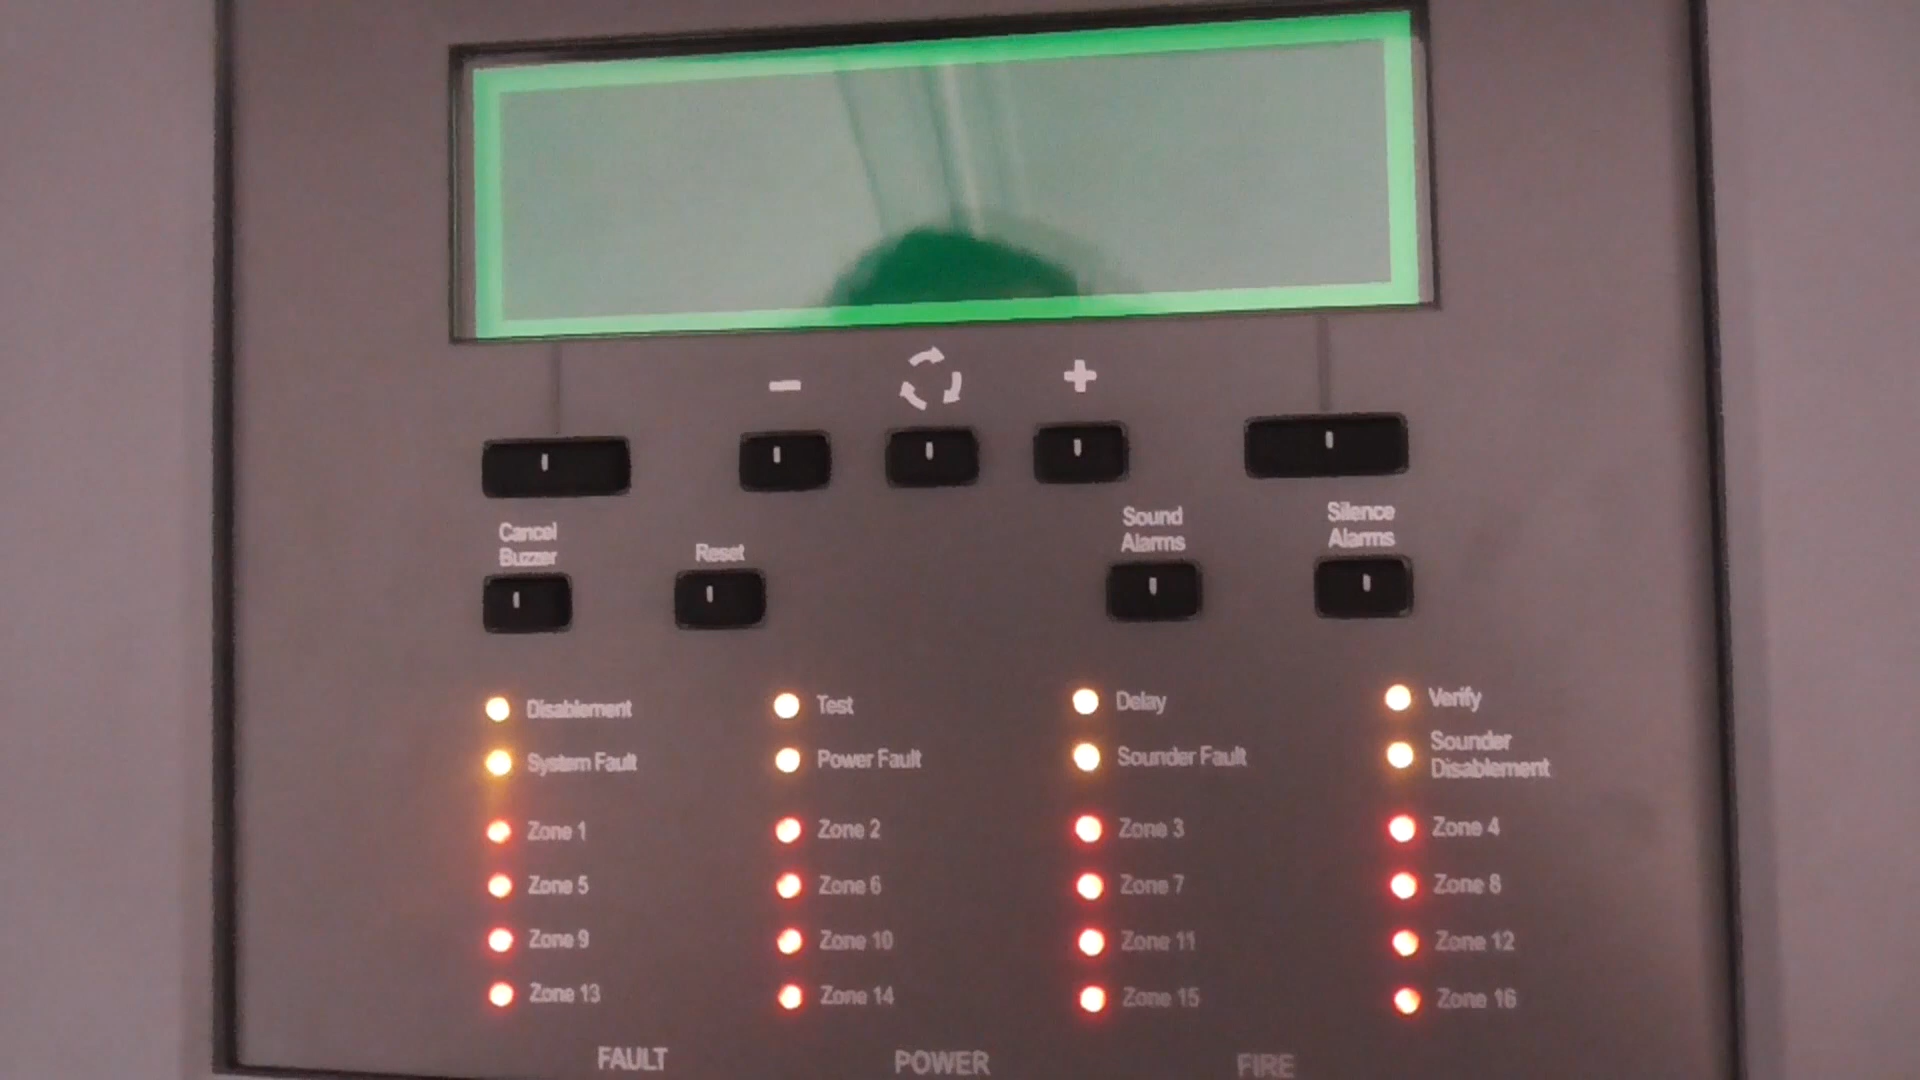 Cancel
Buzzer
Reset
Sound
Alarms
Silence
Alarms
Disablement
Test
Delay
Verify
System Fault
Power Fault
Sounder Fault
Sounder
Disablement
Zone 1
Zone 2
Zone 3
Zone 4
Zone 5
Zone 6
Zone 7
Zone 8
Zone 9
Zone 10
Zone 11
Zone 12
Zone 13
Zone 14
Zone 15
Zone 16
FAULT
POWER
FIRE